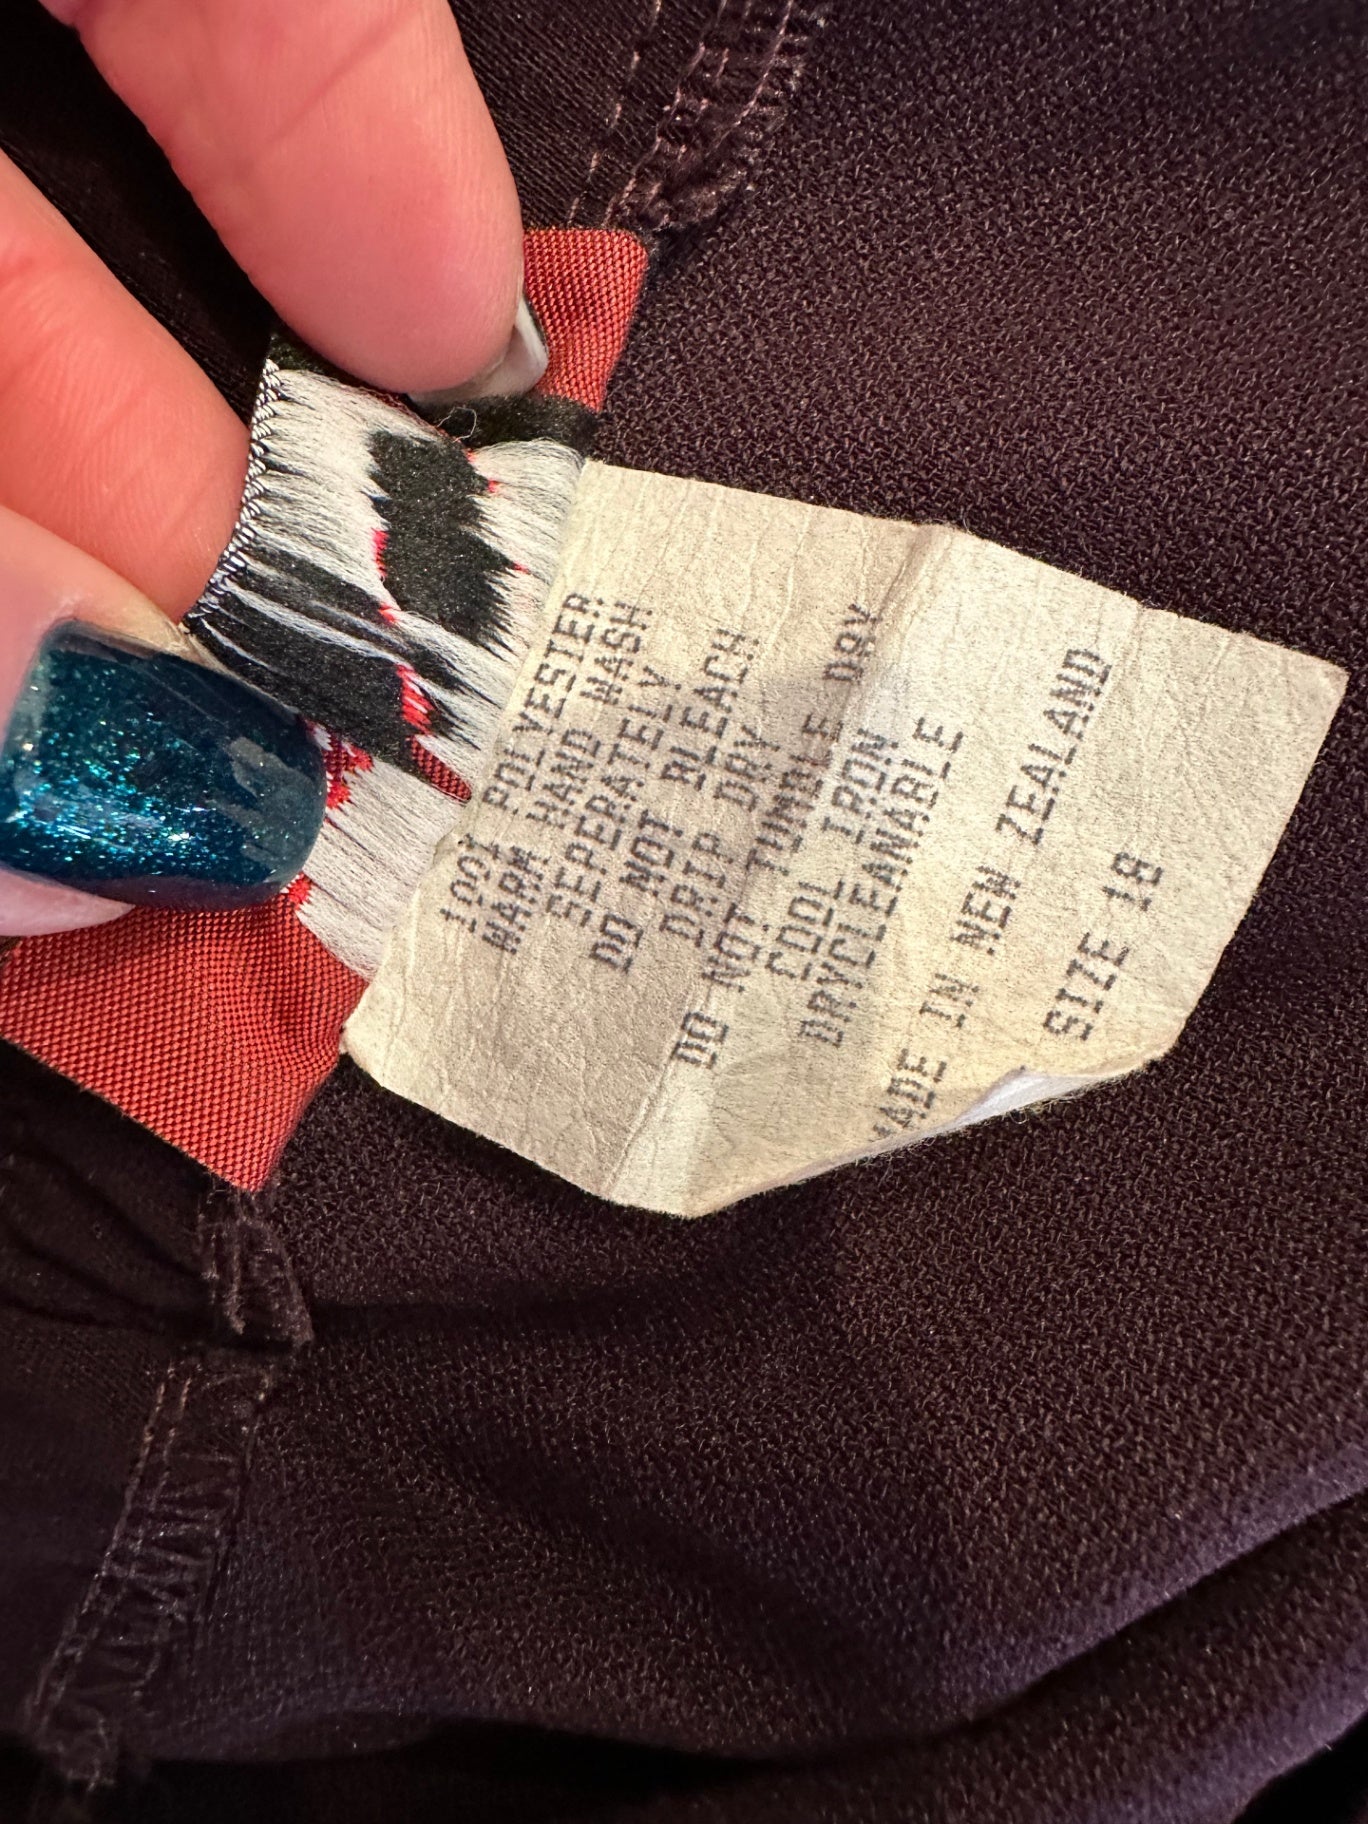 100% POLYESTER
WARM HAND WASH
SEPERATELY
DO NOT BLEACH
DRIP DRY
DO NOT TUMBLE DRY
COOL IRON
DRYCLEANABLE
MADE IN NEW ZEALAND
SIZE 18